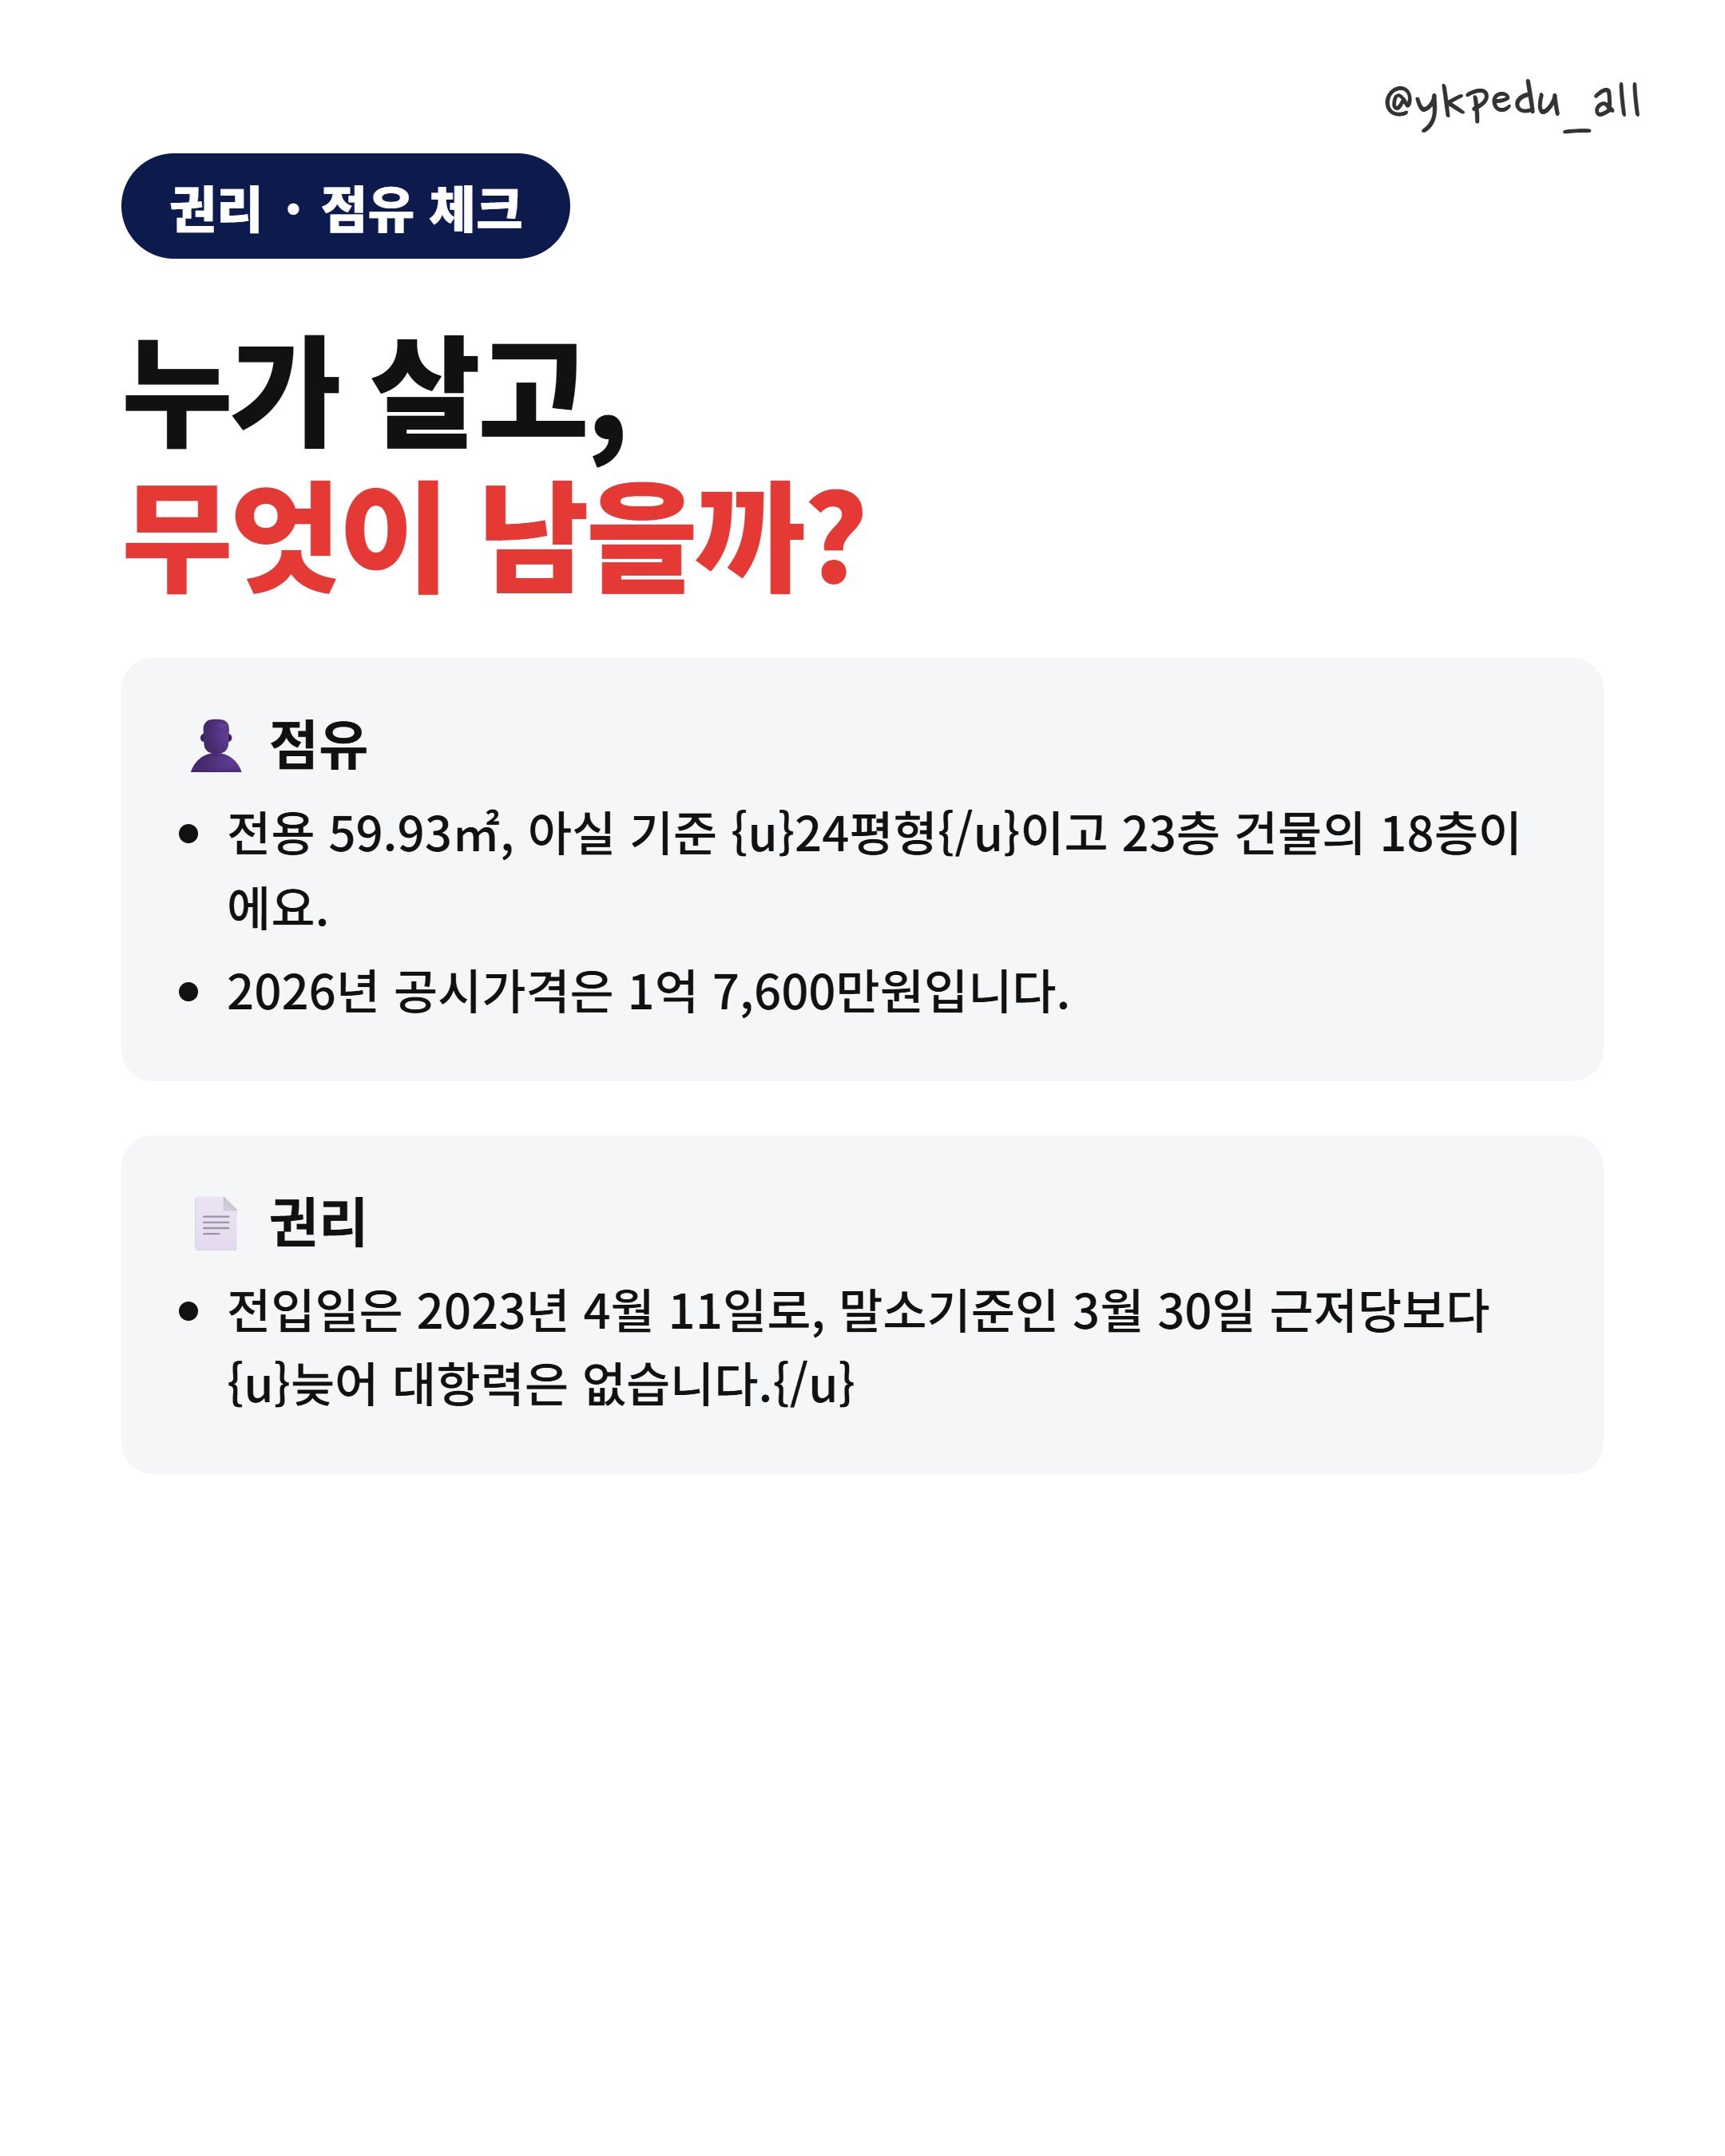 @ykpedu_all
권리 · 점유 체크
누가 살고,
무엇이 남을까?
점유
• 전용 59.93㎡, 아실 기준 {u}24평형{/u}이고 23층 건물의 18층이
에요.
• 2026년 공시가격은 1억 7,600만원입니다.
권리
• 전입일은 2023년 4월 11일로, 말소기준인 3월 30일 근저당보다
{u}늦어 대항력은 없습니다.{/u}